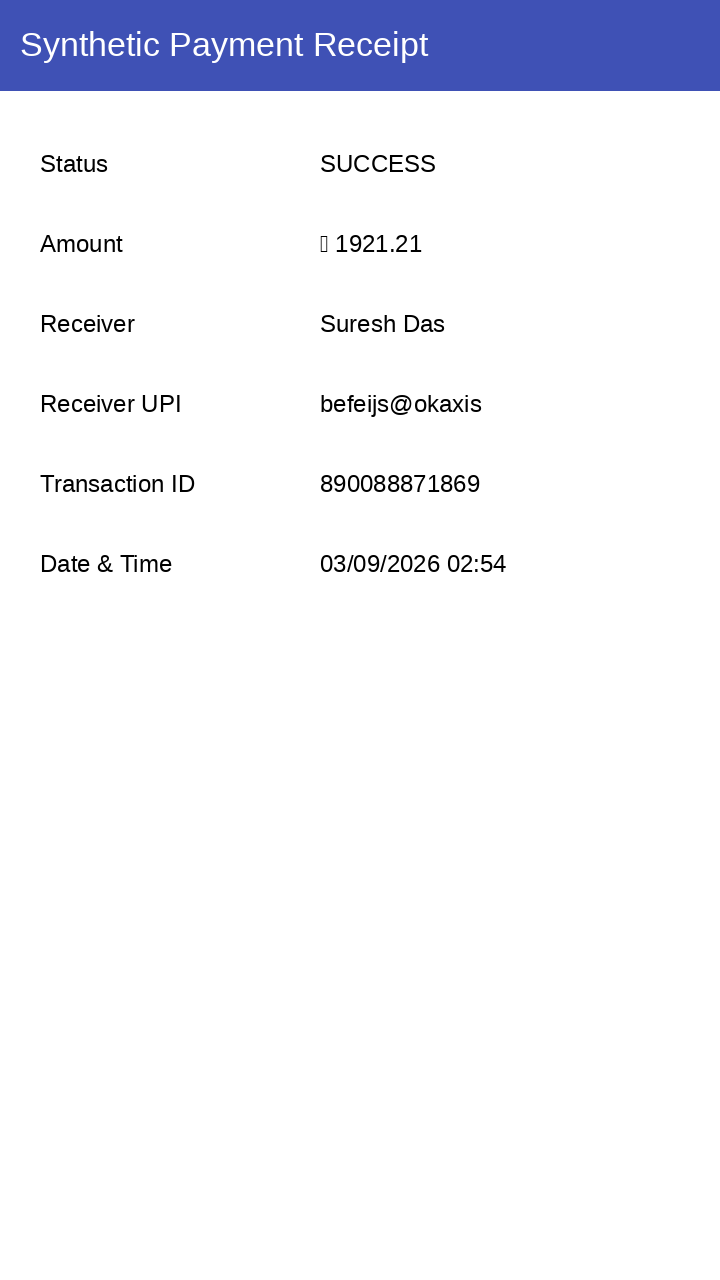 Synthetic Payment Receipt
Status SUCCESS
Amount 1921.21
Receiver Suresh Das
Receiver UPI befeijs@okaxis
Transaction ID 890088871869
Date & Time 03/09/2026 02:54